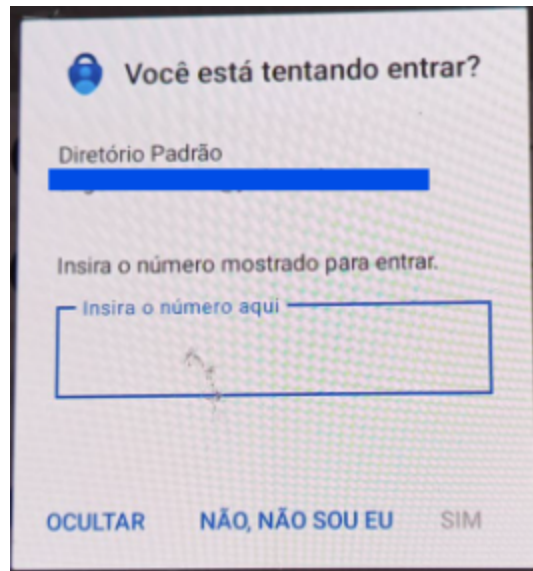 Você está tentando entrar?
Diretório Padrão
Insira o número mostrado para entrar.
Insira o número aqui
OCULTAR NÃO, NÃO SOU EU SIM